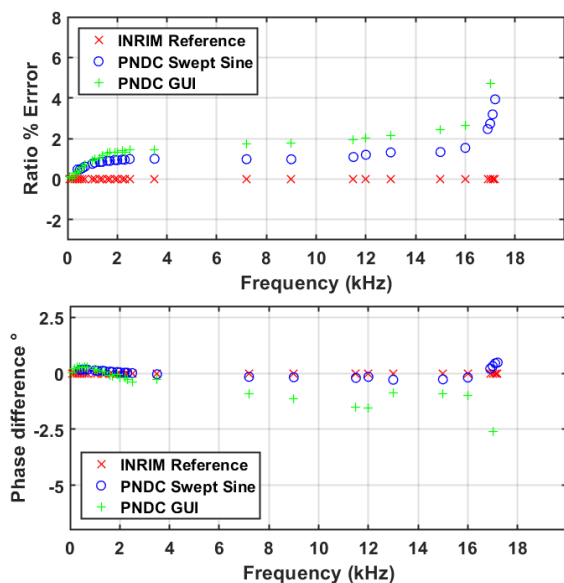 8
6
4
2
0
-2
Ratio % Errror
INRIM Reference
PNDC Swept Sine
PNDC GUI
0 2 4 6 8 10 12 14 16 18
Frequency (kHz)
2.5
0
-2.5
-5
Phase difference °
INRIM Reference
PNDC Swept Sine
PNDC GUI
0 2 4 6 8 10 12 14 16 18
Frequency (kHz)